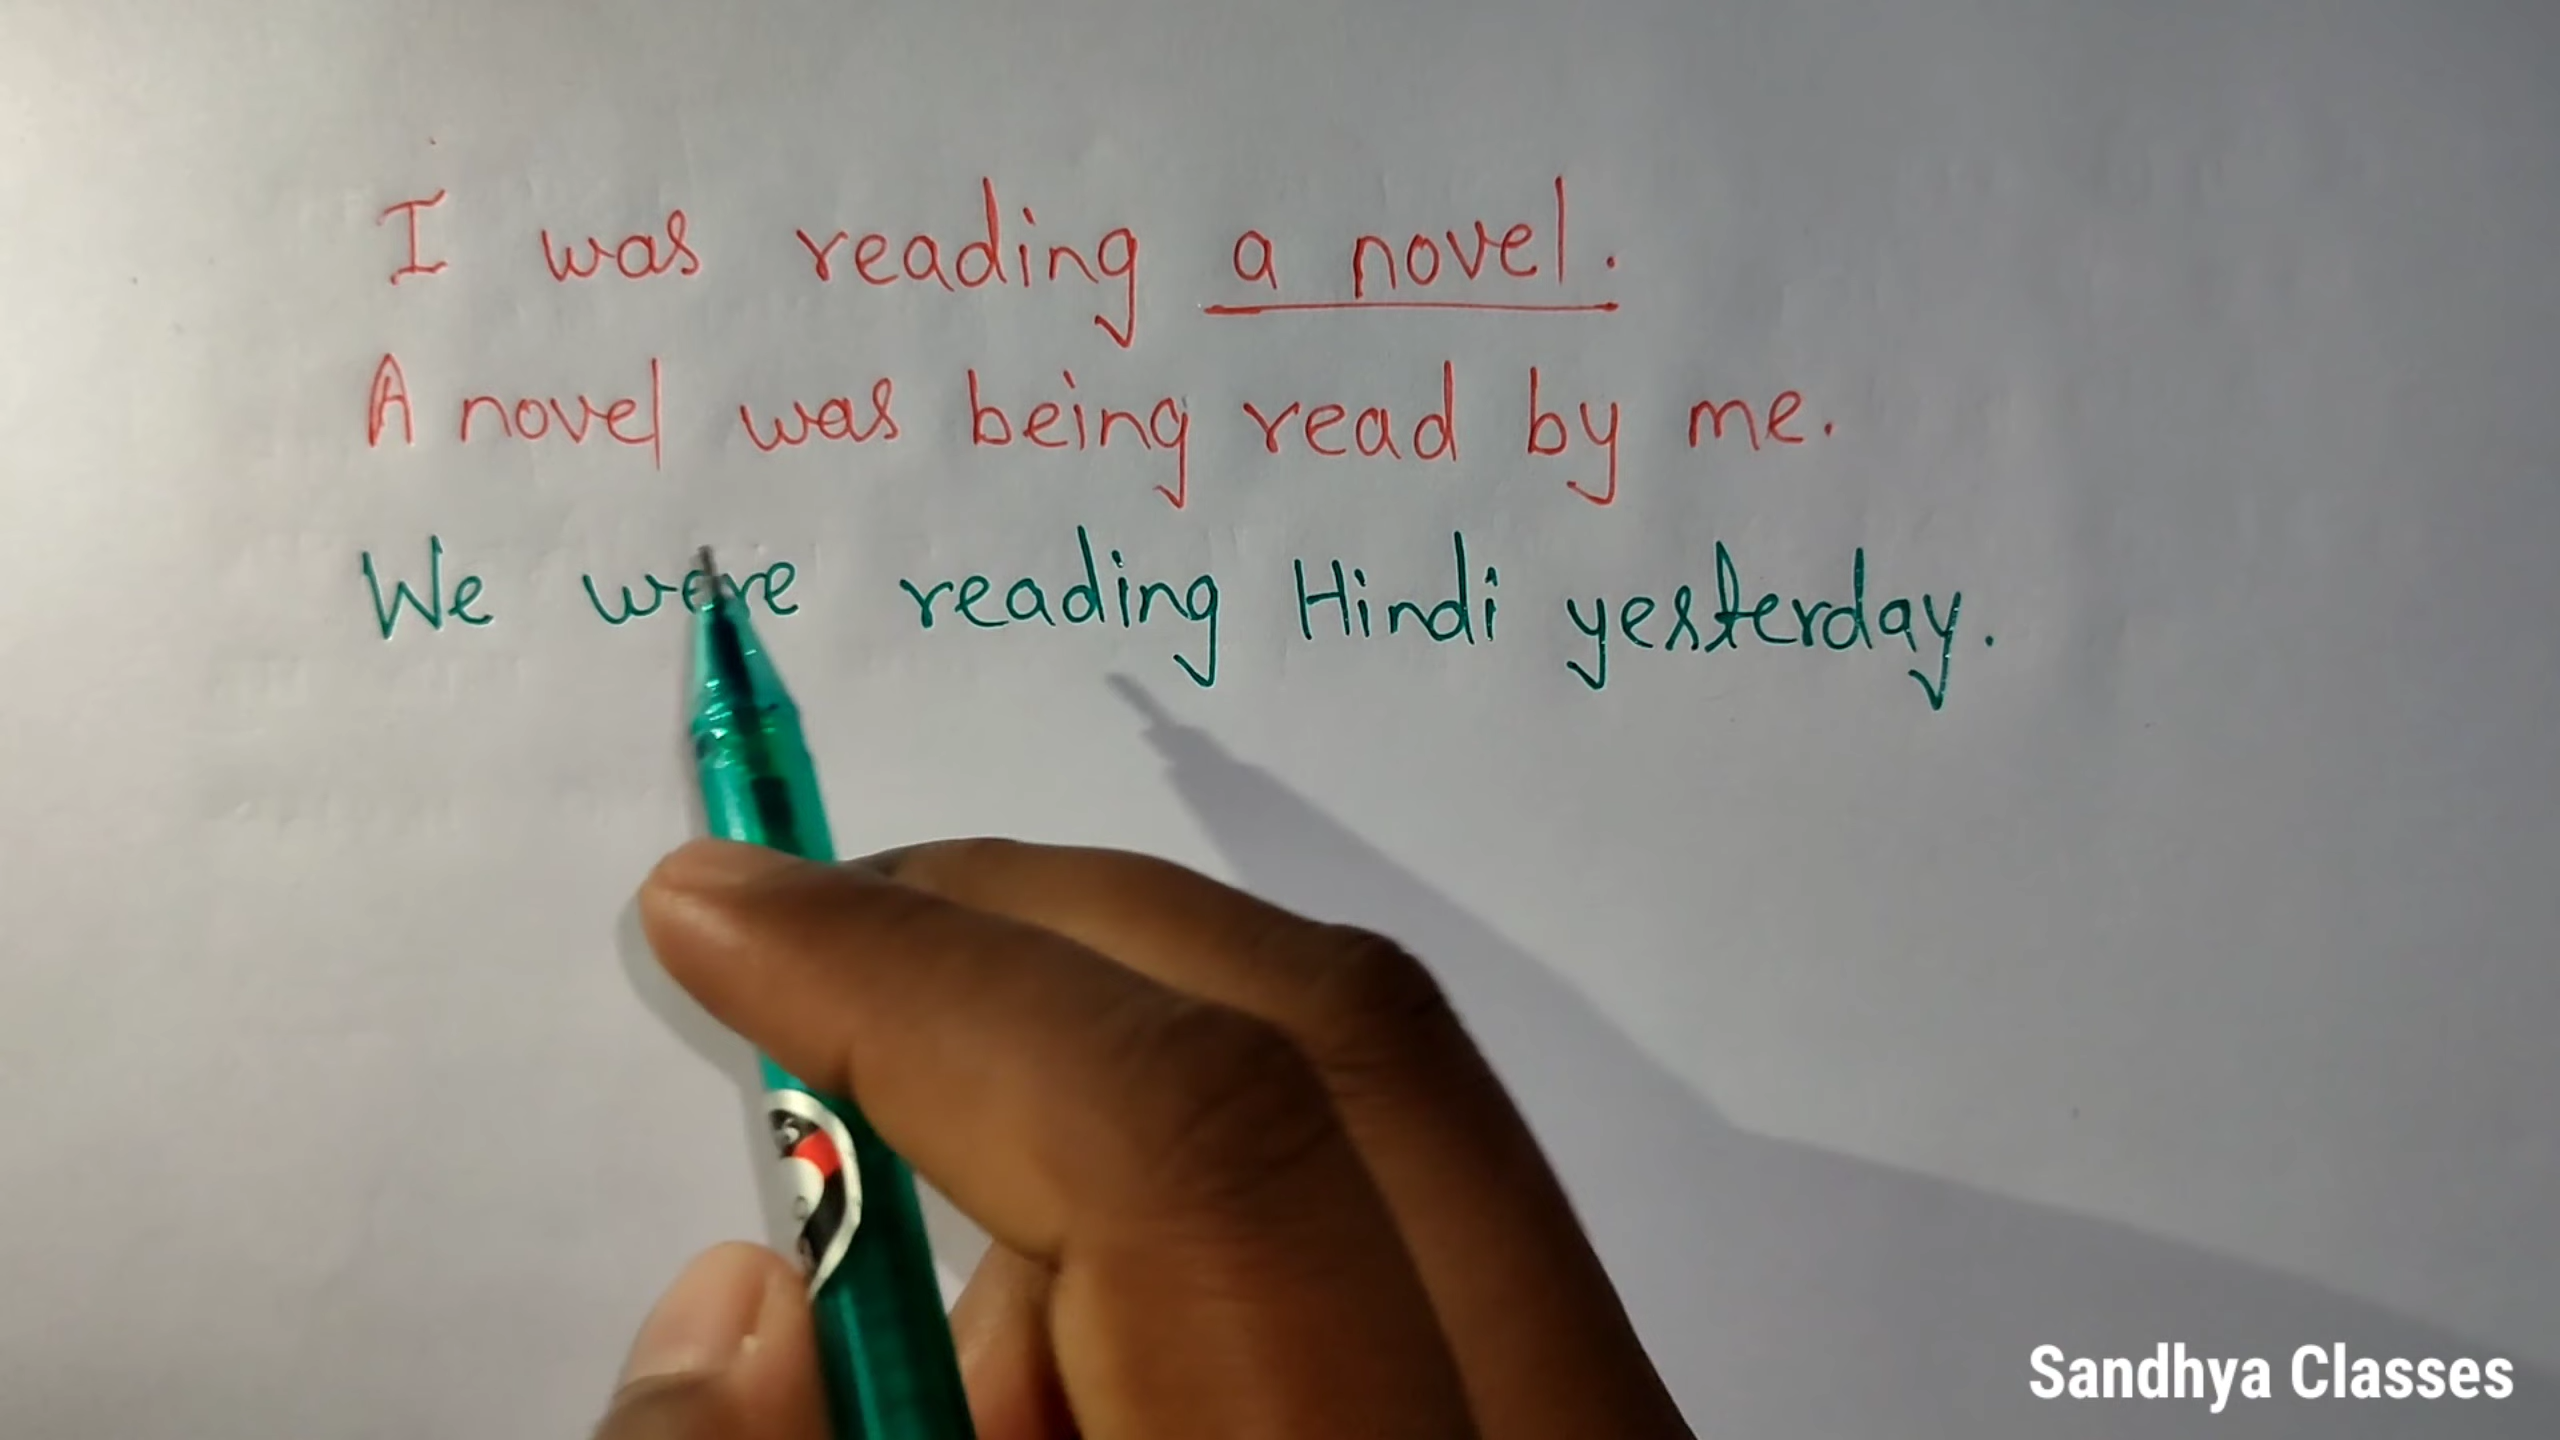 I was reading a novel.
A novel was being read by me.
We were reading Hindi yesterday.
Sandhya Classes